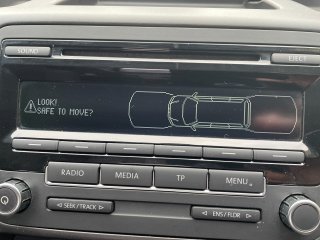 SOUND
EJECT
LOOK!
SAFE TO MOVE?
RADIO
MEDIA
TP
MENU
SEEK/TRACK
ENS/FLDR